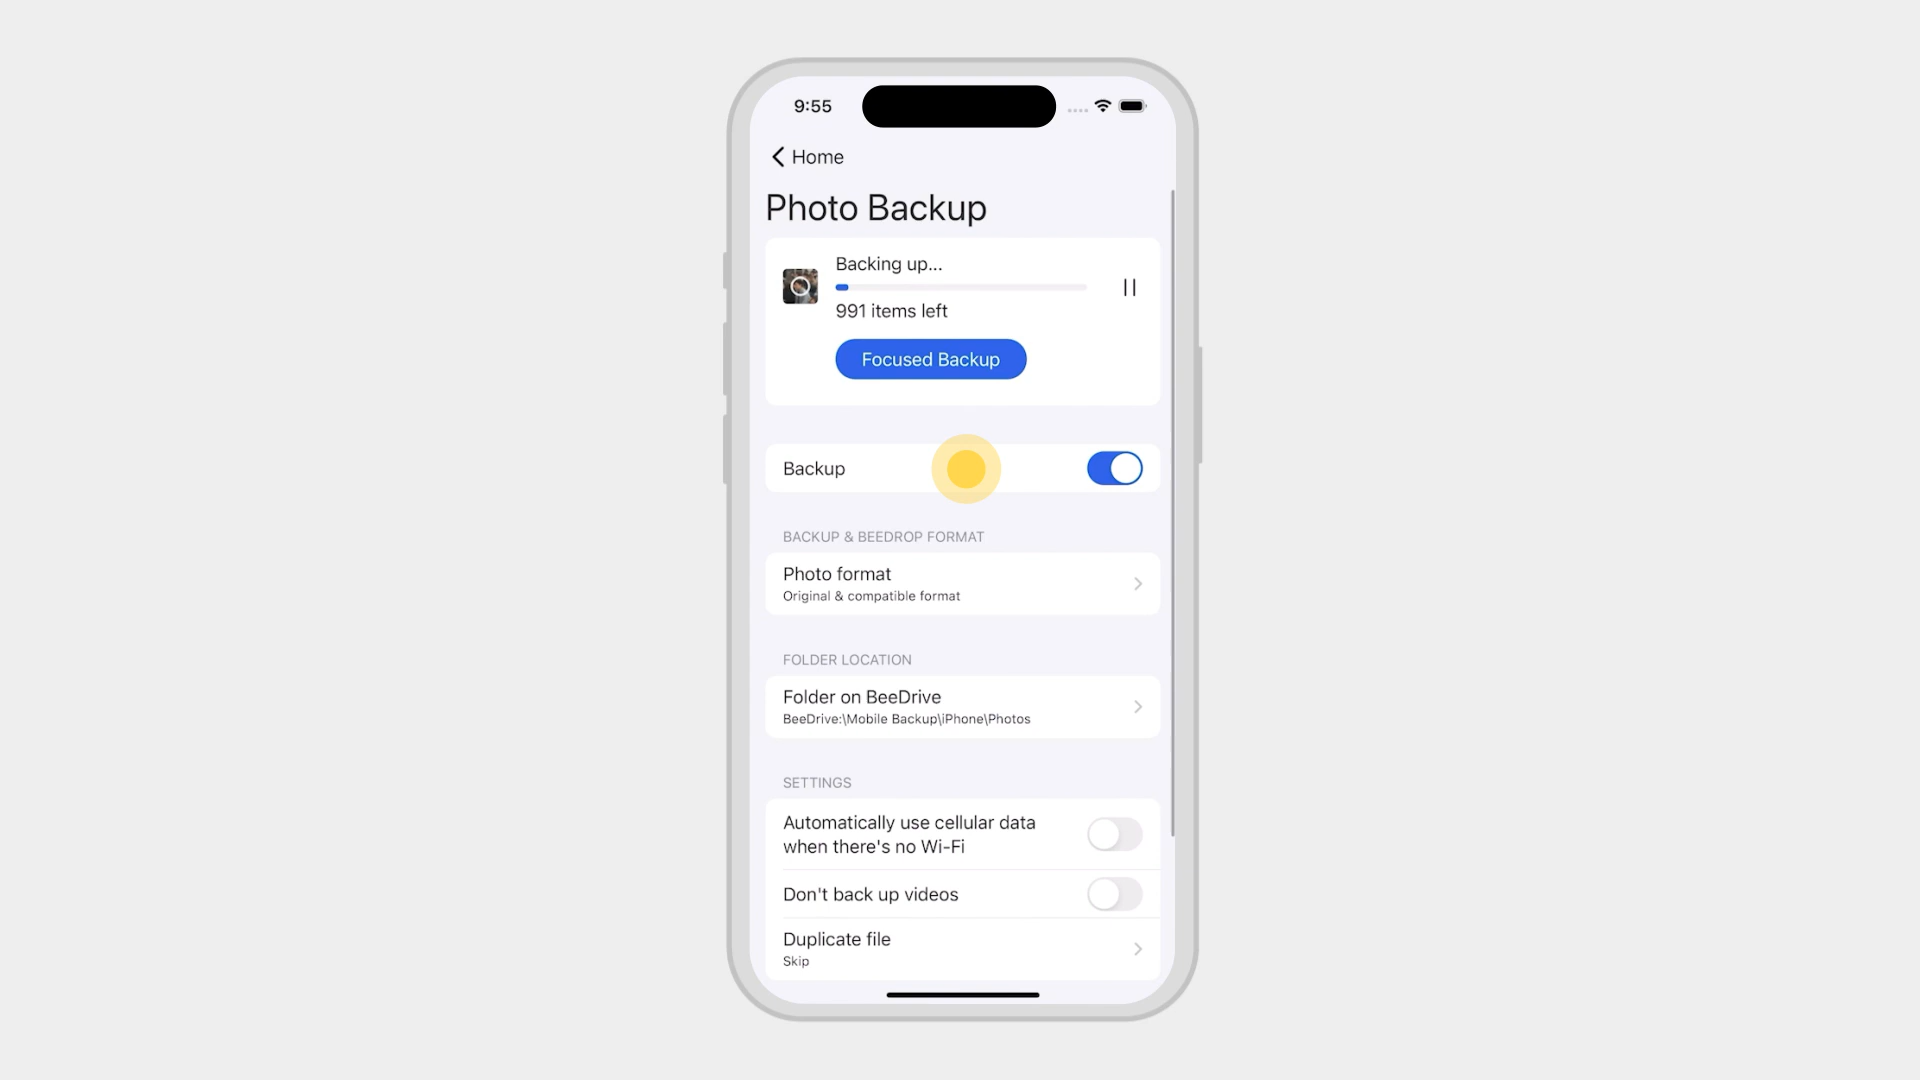 9:55
Home
Photo Backup
Backing up...
991 items left
Focused Backup
Backup
BACKUP & BEEDROP FORMAT
Photo format
Original & compatible format
FOLDER LOCATION
Folder on BeeDrive
BeeDrive:\Mobile Backup\iPhone\Photos
SETTINGS
Automatically use cellular data
when there's no Wi-Fi
Don't back up videos
Duplicate file
Skip